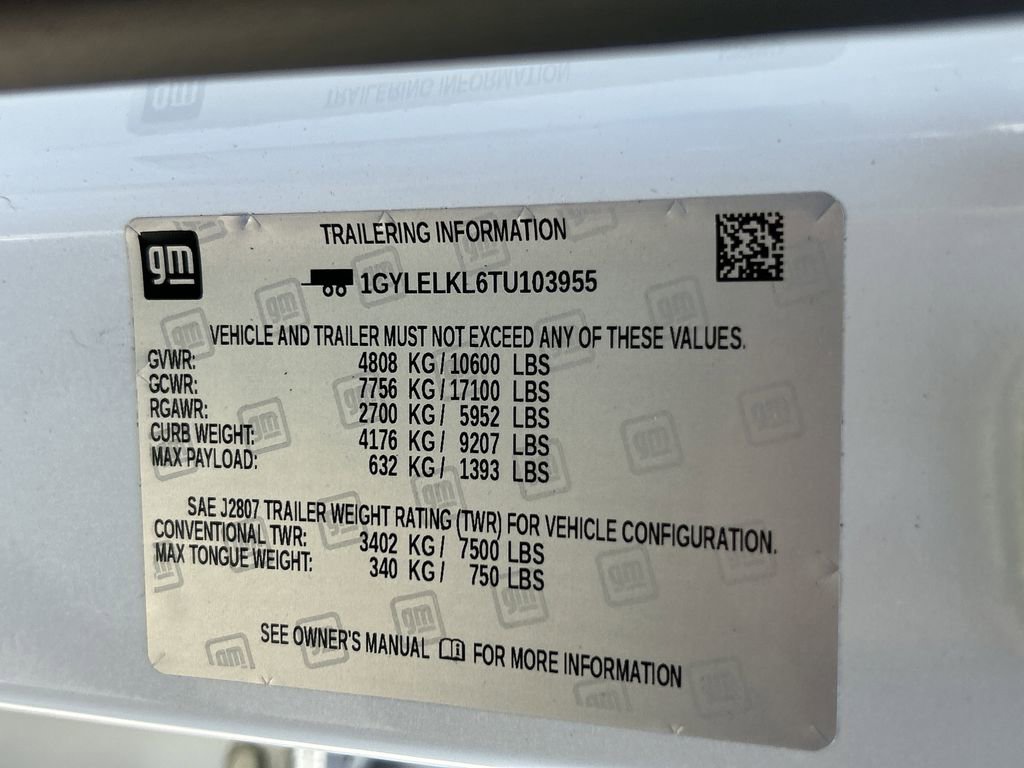 gm
TRAILERING INFORMATION
1GYLELKL6TU103955
VEHICLE AND TRAILER MUST NOT EXCEED ANY OF THESE VALUES.
GVWR: 4808 KG/ 10600 LBS
GCWR: 7756 KG/ 17100 LBS
RGAWR: 2700 KG/ 5952 LBS
CURB WEIGHT: 4176 KG/ 9207 LBS
MAX PAYLOAD: 632 KG/ 1393 LBS
SAE J2807 TRAILER WEIGHT RATING (TWR) FOR VEHICLE CONFIGURATION.
CONVENTIONAL TWR: 3402 KG/ 7500 LBS
MAX TONGUE WEIGHT: 340 KG/ 750 LBS
SEE OWNER'S MANUAL FOR MORE INFORMATION